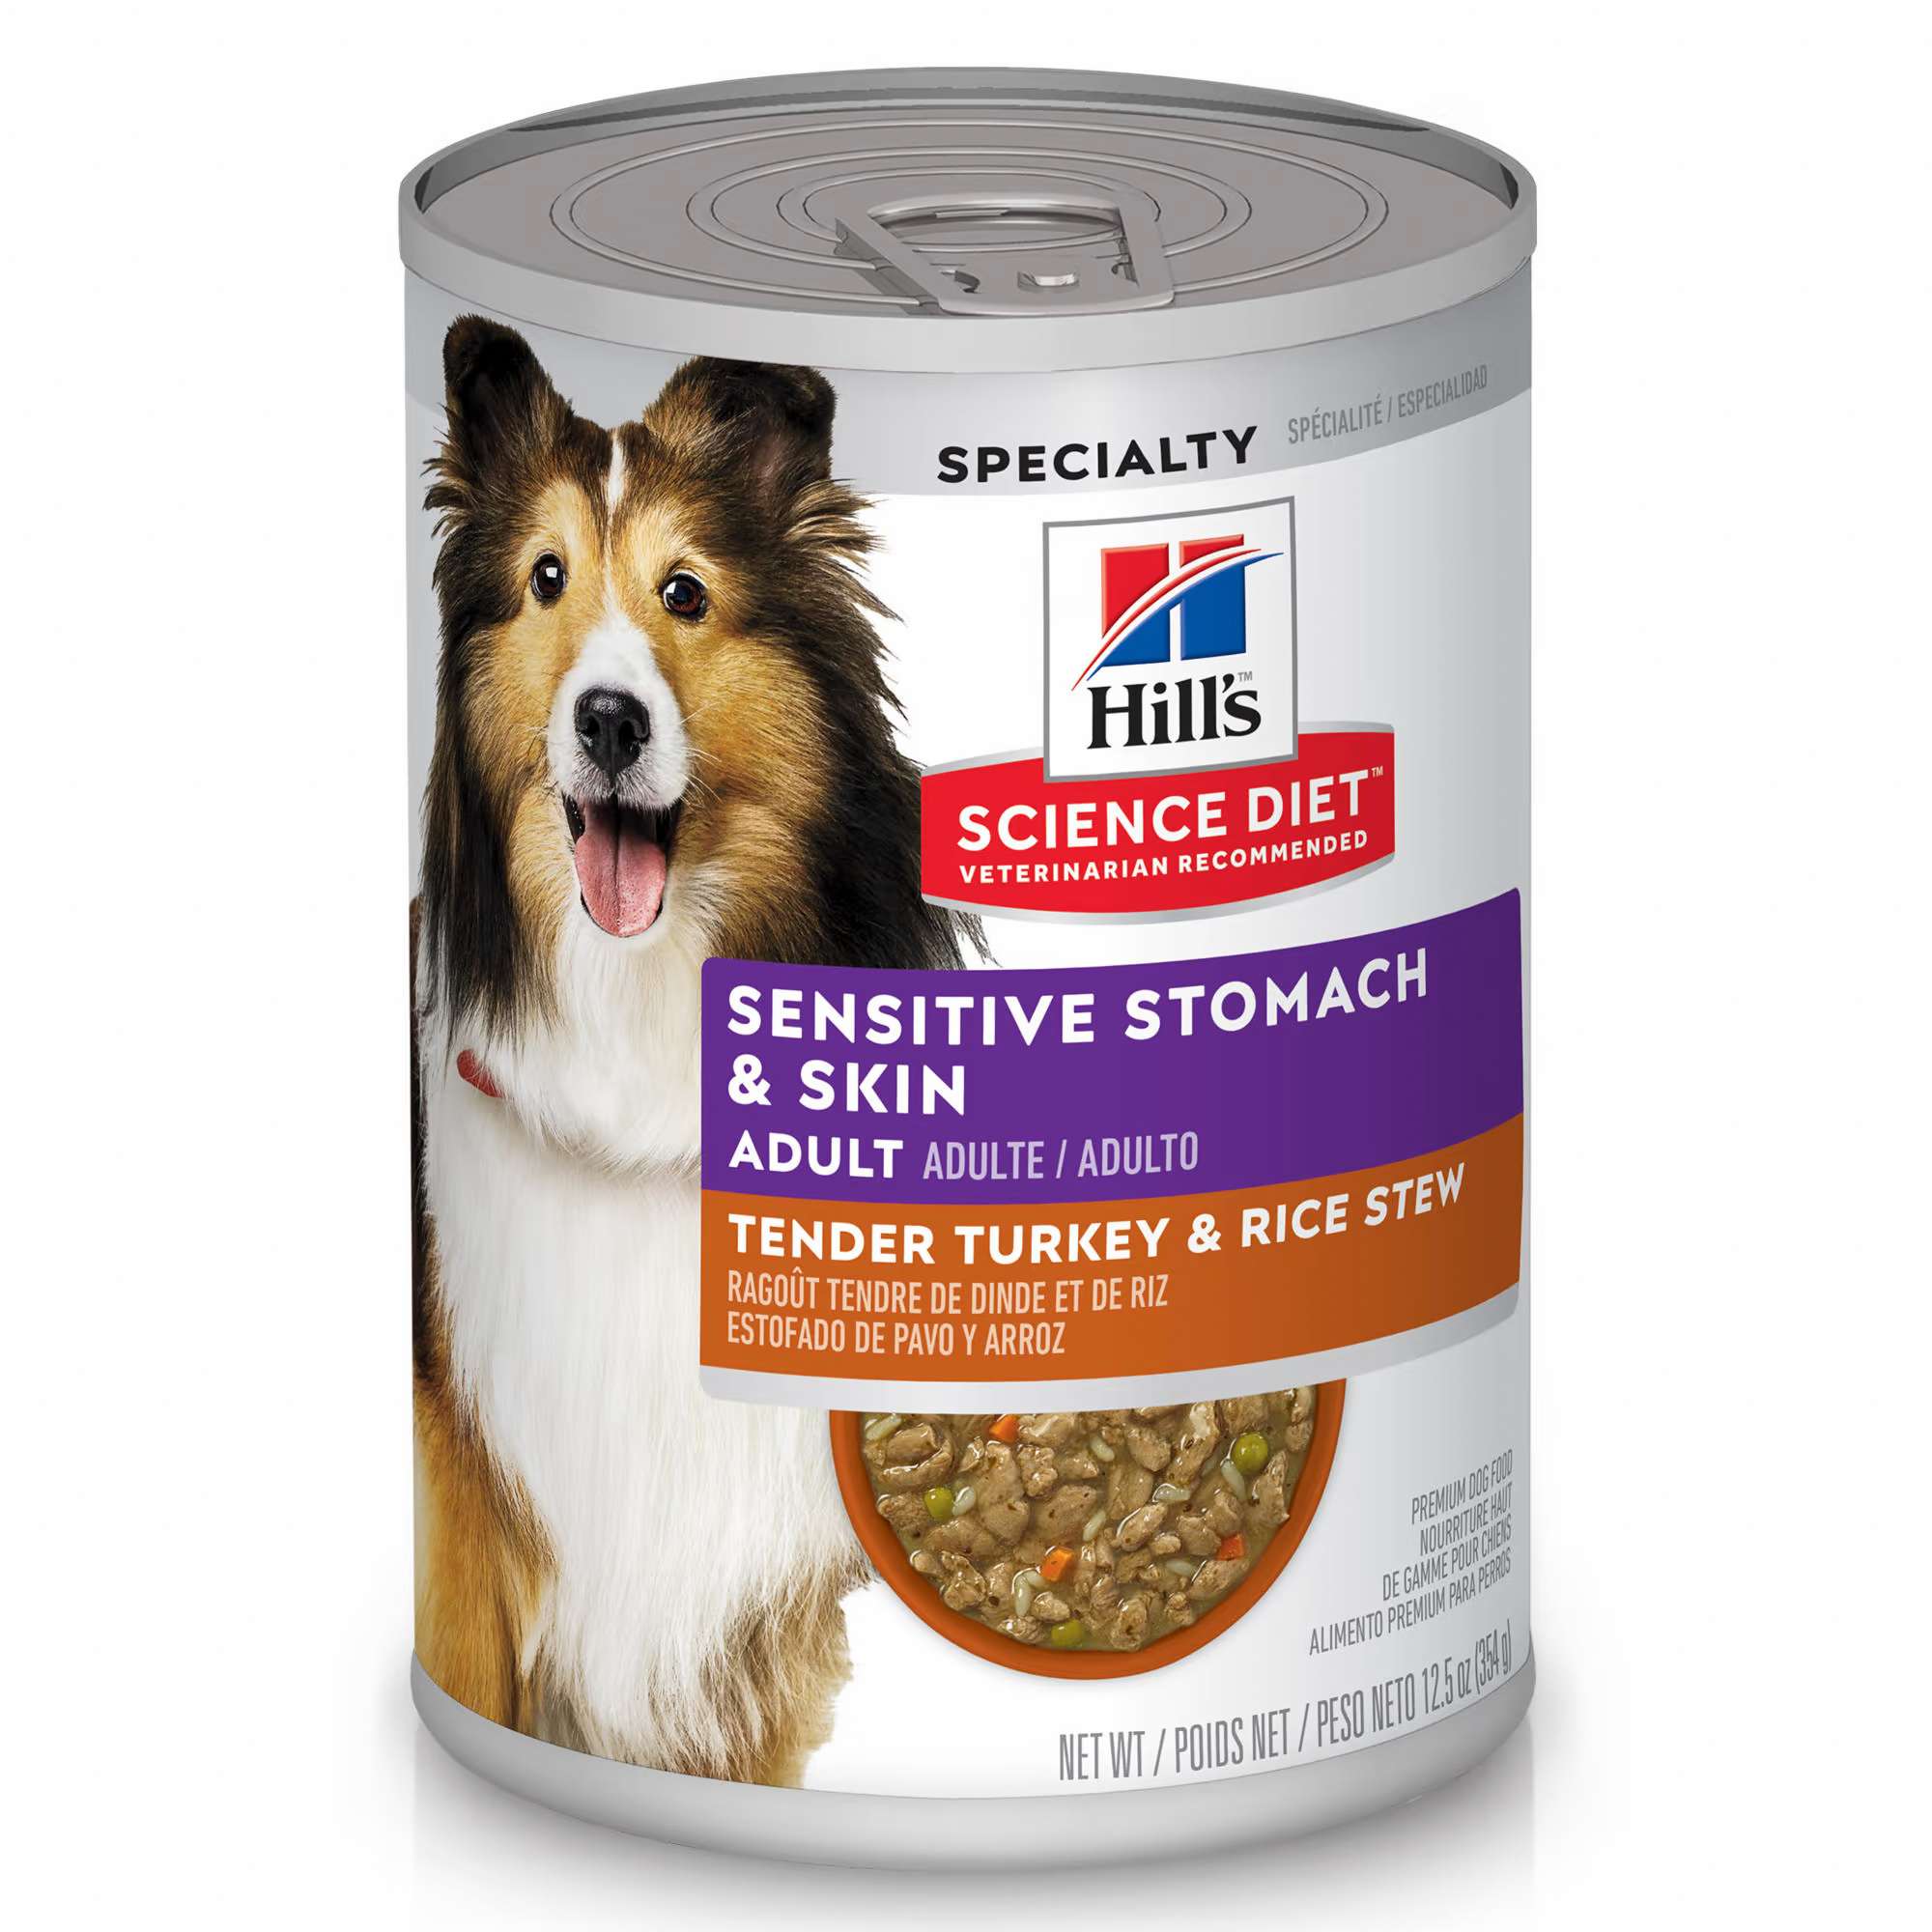 SPECIALTY SPÉCIALITÉ / ESPECIALIDAD
Hill's™
SCIENCE DIET™
VETERINARIAN RECOMMENDED
SENSITIVE STOMACH
& SKIN
ADULT ADULTE / ADULTO
TENDER TURKEY & RICE STEW
RAGOÛT TENDRE DE DINDE ET DE RIZ
ESTOFADO DE PAVO Y ARROZ
PREMIUM DOG FOOD
NOURRITURE HAUT
DE GAMME POUR CHIENS
ALIMENTO PREMIUM PARA PERROS
NET WT / POIDS NET / PESO NETO 12.5 oz (354 g)